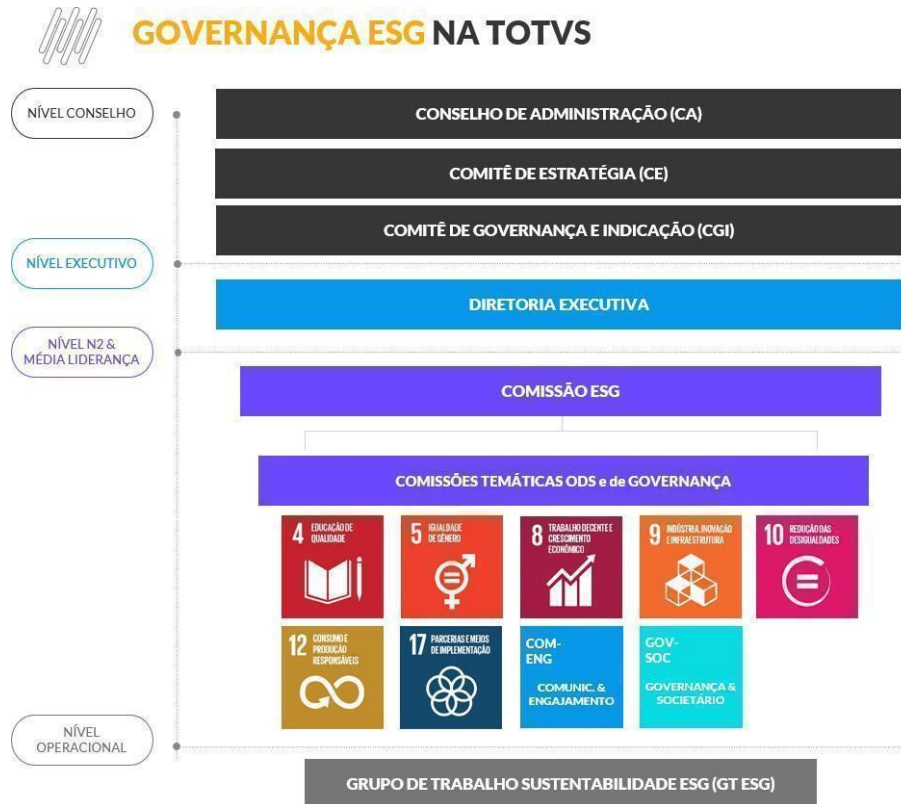 GOVERNANÇA ESG NA TOTVS
NÍVEL CONSELHO
CONSELHO DE ADMINISTRAÇÃO (CA)
COMITÊ DE ESTRATÉGIA (CE)
COMITÊ DE GOVERNANÇA E INDICAÇÃO (CGI)
NÍVEL EXECUTIVO
DIRETORIA EXECUTIVA
NÍVEL N2 &
MÉDIA LIDERANÇA
COMISSÃO ESG
COMISSÕES TEMÁTICAS ODS e de GOVERNANÇA
4 EDUCAÇÃO DE
QUALIDADE
5 IGUALDADE
DE GÊNERO
8 TRABALHO DECENTE E
CRESCIMENTO
ECONÔMICO
9 INDÚSTRIA, INOVAÇÃO
E INFRAESTRUTURA
10 REDUÇÃO DAS
DESIGUALDADES
12 CONSUMO E
PRODUÇÃO
RESPONSÁVEIS
17 PARCERIAS E MEIOS
DE IMPLEMENTAÇÃO
COM-
ENG
COMUNIC. &
ENGAJAMENTO
GOV-
SOC
GOVERNANÇA &
SOCIETÁRIO
NÍVEL
OPERACIONAL
GRUPO DE TRABALHO SUSTENTABILIDADE ESG (GT ESG)